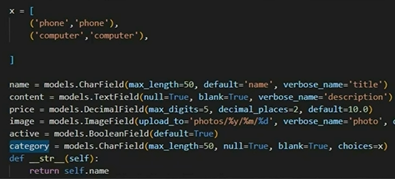 x = [
('phone','phone'),
('computer','computer'),
]
name = models.CharField(max_length=50, default='name', verbose_name='title')
content = models.TextField(null=True, blank=True, verbose_name='description')
price = models.DecimalField(max_digits=5, decimal_places=2, default=10.0)
image = models.ImageField(upload_to='photos/%y/%m/%d', verbose_name='photo',
active = models.BooleanField(default=True)
category = models.CharField(max_length=50, null=True, blank=True, choices=x)
def __str__(self):
return self.name